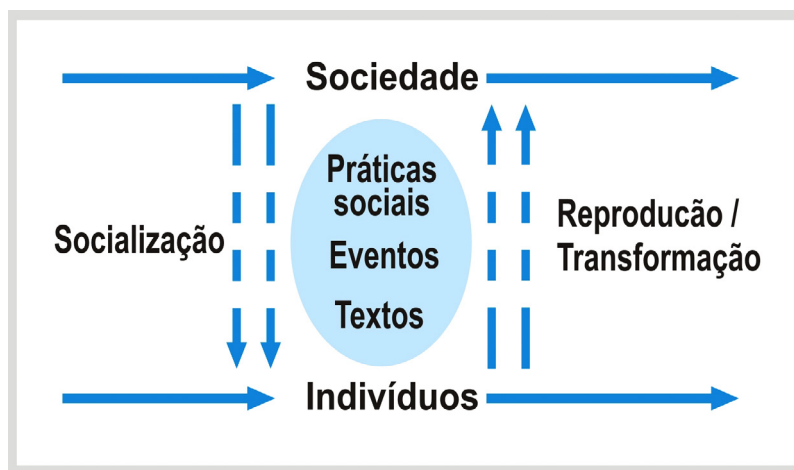 Sociedade
Práticas
sociais
Socialização
Eventos
Textos
Reproducão /
Transformação
Indivíduos